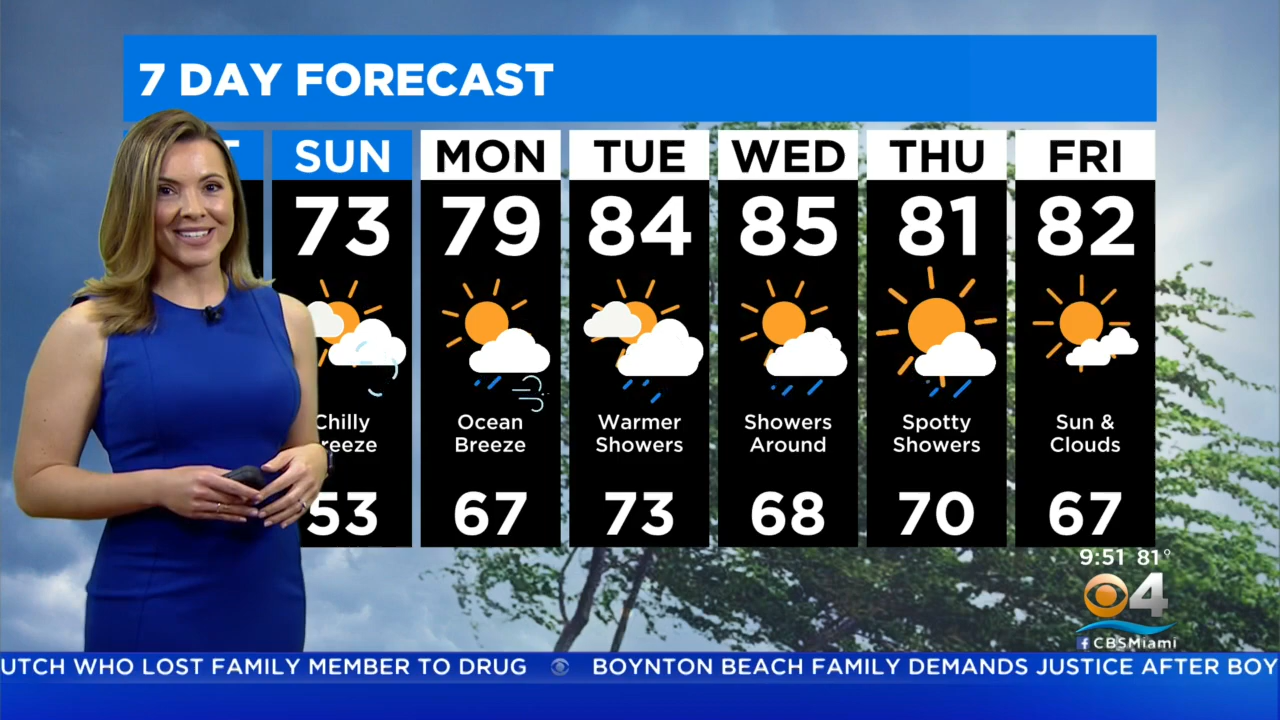 7 DAY FORECAST
SUN MON TUE WED THU FRI
73 79 84 85 81 82
Chilly Ocean Warmer Showers Spotty Sun &
Breeze Showers Around Showers Clouds
53 67 73 68 70 67
9:51 81°
4
CBSMiami
WHO LOST FAMILY MEMBER TO DRUG BOYNTON BEACH FAMILY DEMANDS JUSTICE AFTER BOY